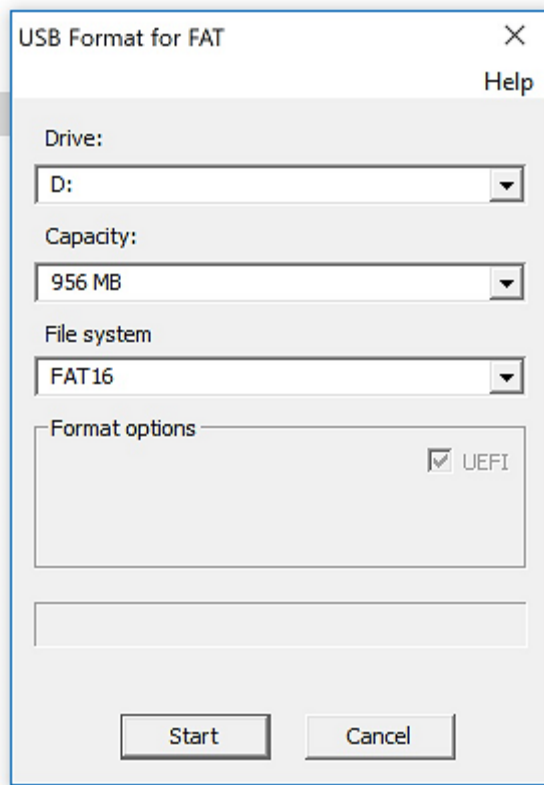 USB Format for FAT
Help
Drive:
D:
Capacity:
956 MB
File system
FAT16
Format options
UEFI
Start
Cancel